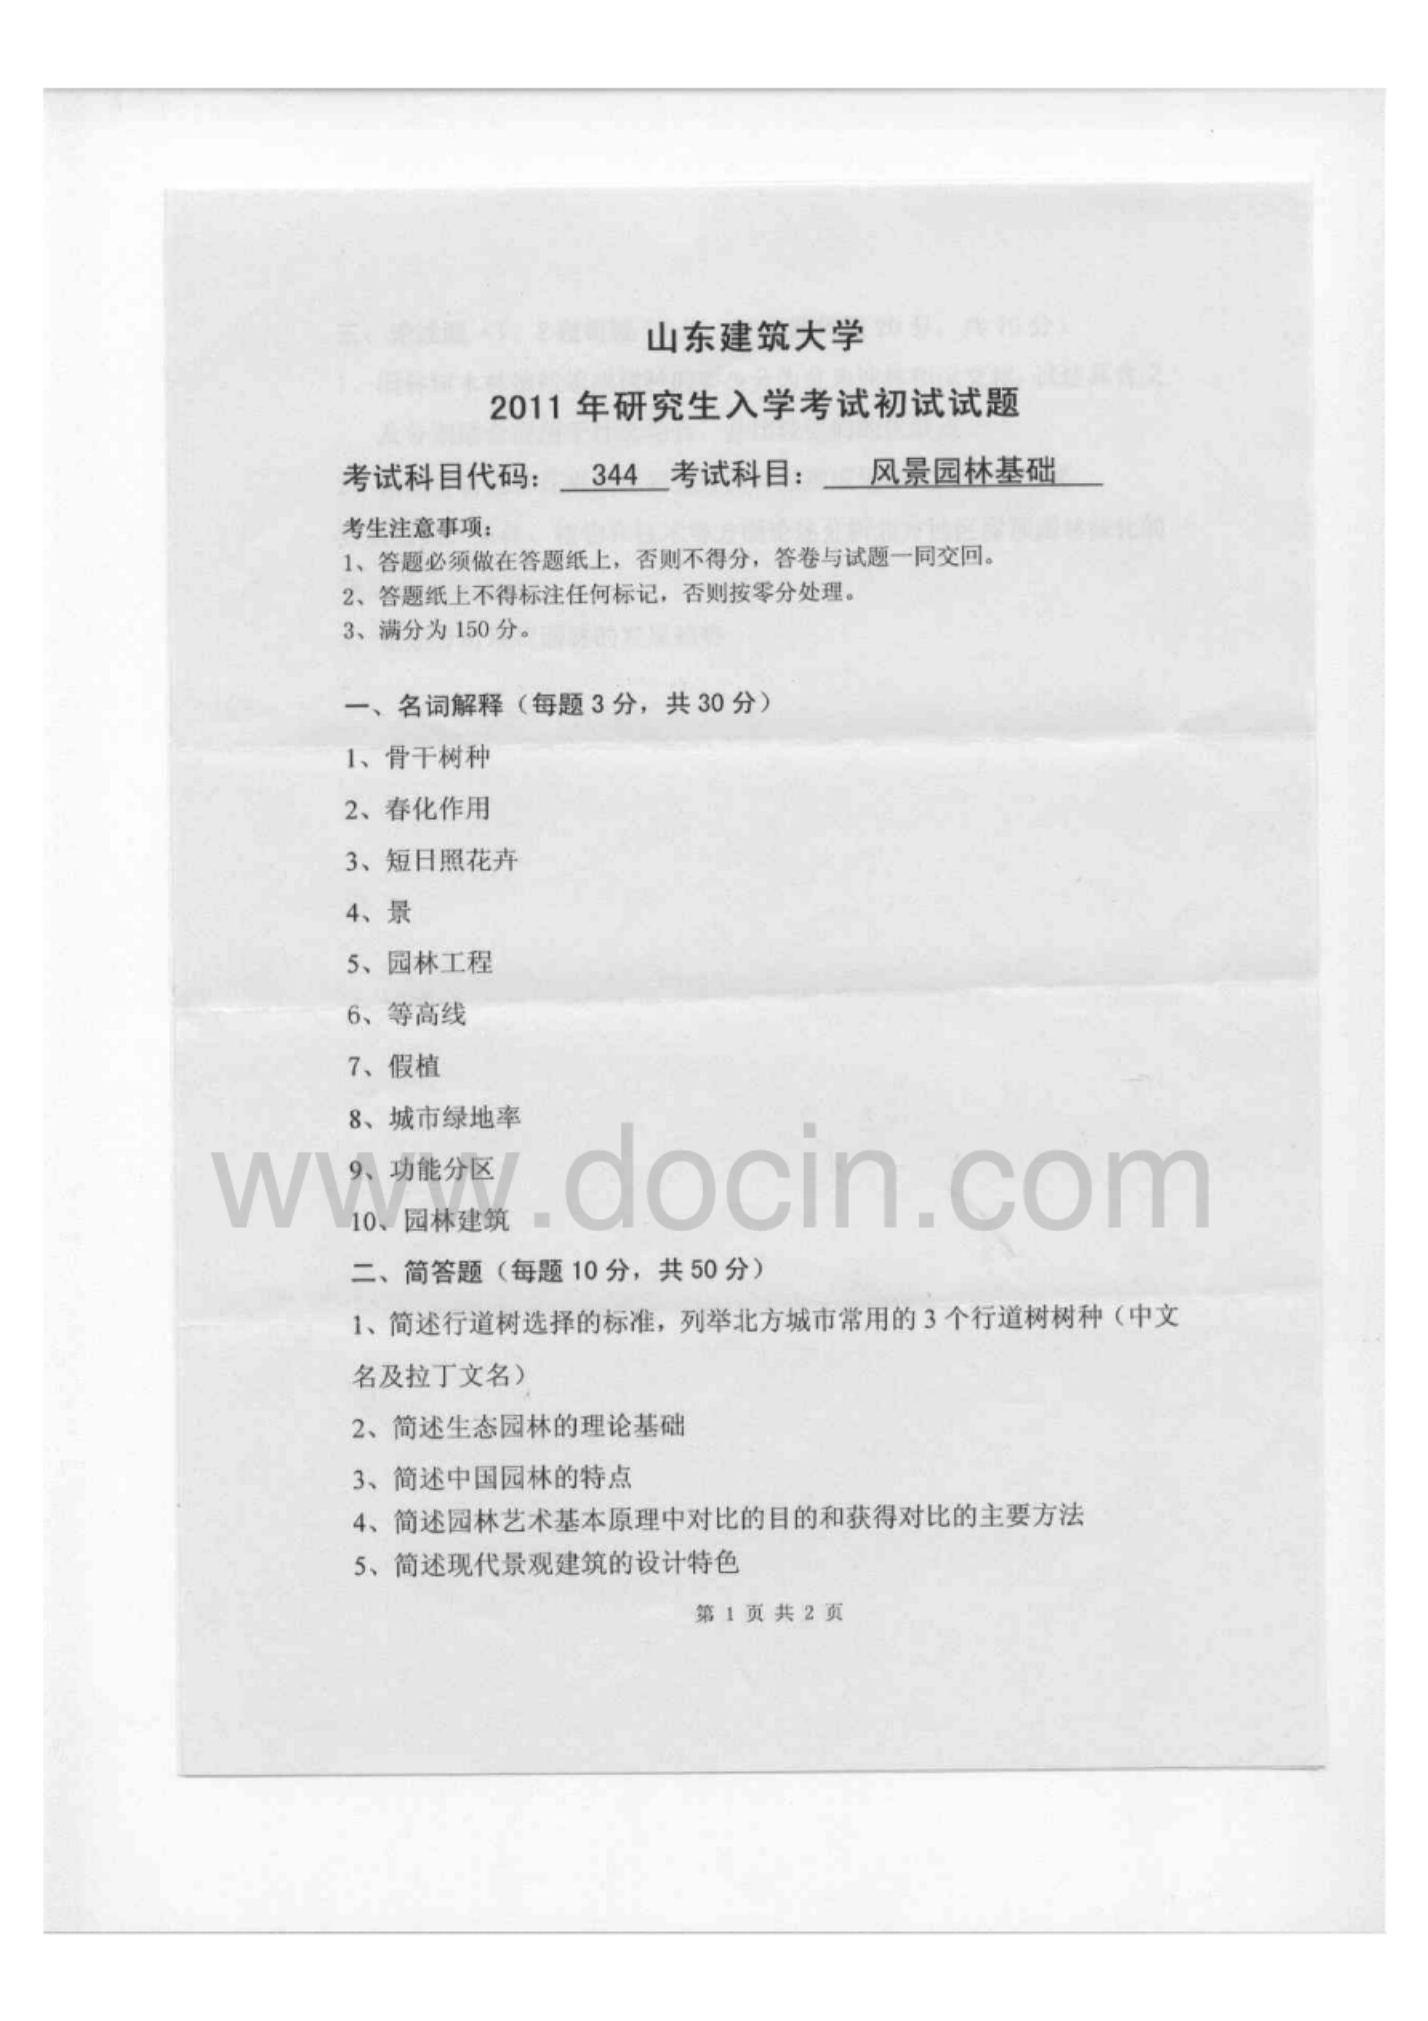 山东建筑大学
2011 年研究生入学考试初试试题
考试科目代码： 344 考试科目： 风景园林基础
考生注意事项：
1、答题必须做在答题纸上，否则不得分，答卷与试题一同交回。
2、答题纸上不得标注任何标记，否则按零分处理。
3、满分为 150 分。
一、名词解释（每题 3 分，共 30 分）
1、骨干树种
2、春化作用
3、短日照花卉
4、景
5、园林工程
6、等高线
7、假植
8、城市绿地率
9、功能分区
www.docin.com
10、园林建筑
二、简答题（每题 10 分，共 50 分）
1、简述行道树选择的标准，列举北方城市常用的 3 个行道树树种（中文
名及拉丁文名）
2、简述生态园林的理论基础
3、简述中国园林的特点
4、简述园林艺术基本原理中对比的目的和获得对比的主要方法
5、简述现代景观建筑的设计特色
第 1 页 共 2 页